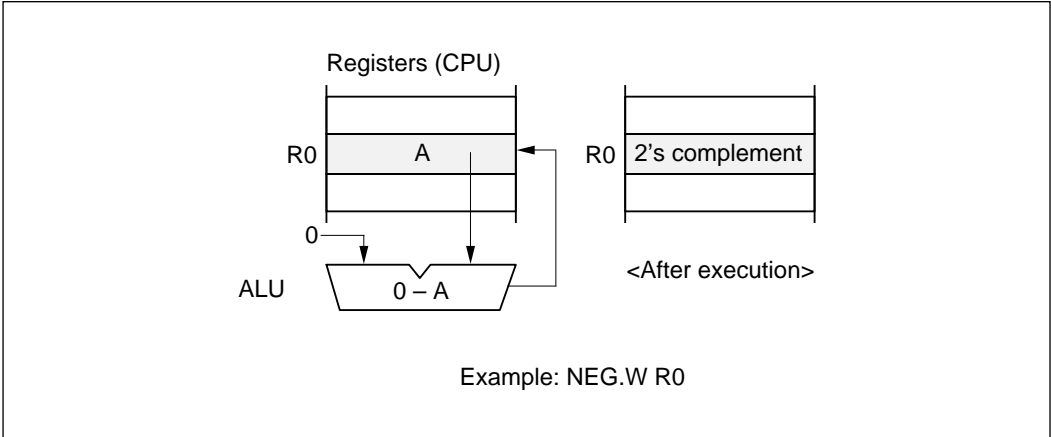 Registers (CPU)
R0 A R0 2’s complement
0
ALU 0 – A <After execution>
Example: NEG.W R0